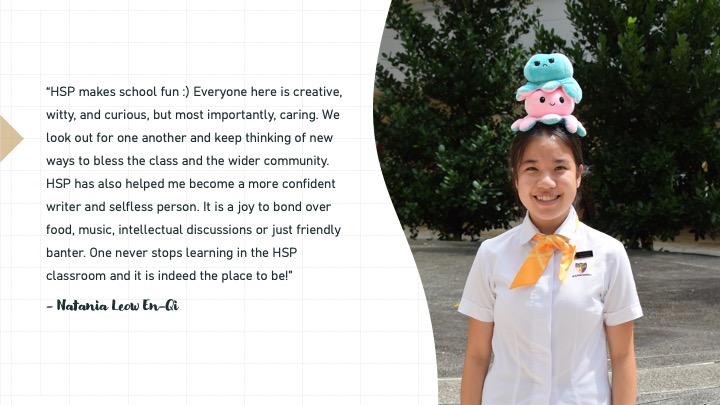 “HSP makes school fun :) Everyone here is creative,
witty, and curious, but most importantly, caring. We
look out for one another and keep thinking of new
ways to bless the class and the wider community.
HSP has also helped me become a more confident
writer and selfless person. It is a joy to bond over
food, music, intellectual discussions or just friendly
banter. One never stops learning in the HSP
classroom and it is indeed the place to be!”
- Natania Leow En-Qi